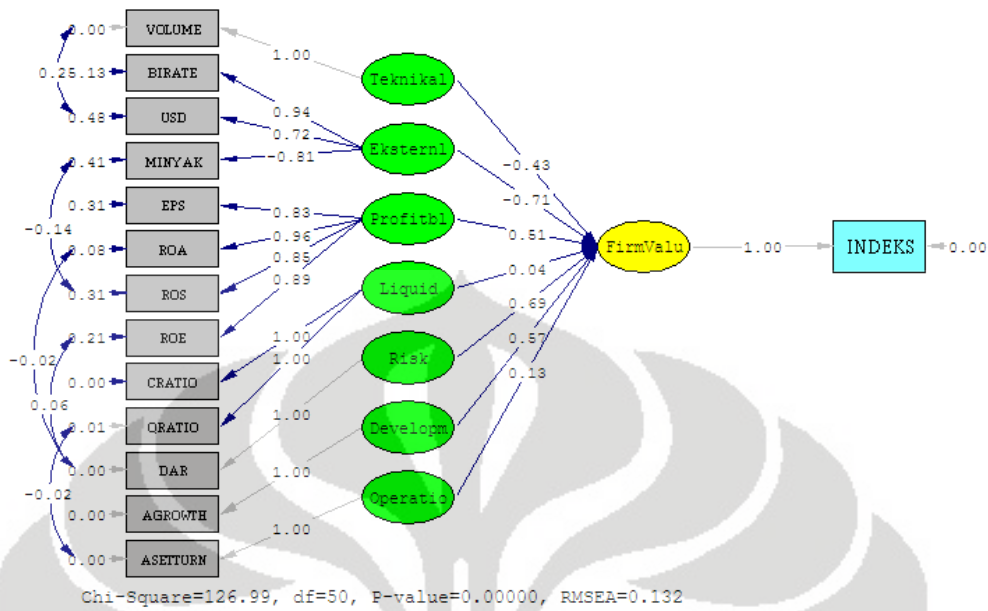 0.00 VOLUME
0.13 BIRATE
0.25
0.48 USD
0.41 MINYAK
0.31 EPS
-0.14
0.08 ROA
0.31 ROS
0.21 ROE
-0.02
0.00 CRATIO
0.06
0.01 QRATIO
0.00 DAR
-0.02
0.00 AGROWTH
0.00 ASETTURN
1.00
0.94
0.72
-0.81
0.83
0.96
0.85
0.89
1.00
1.00
1.00
1.00
1.00
Teknikal
Eksternl
Profitbl
Liquid
Risk
Developm
Operatio
-0.43
-0.71
0.51
0.04
0.69
0.57
0.13
FirmValu
1.00
INDEKS
0.00
Chi-Square=126.99, df=50, P-value=0.00000, RMSEA=0.132